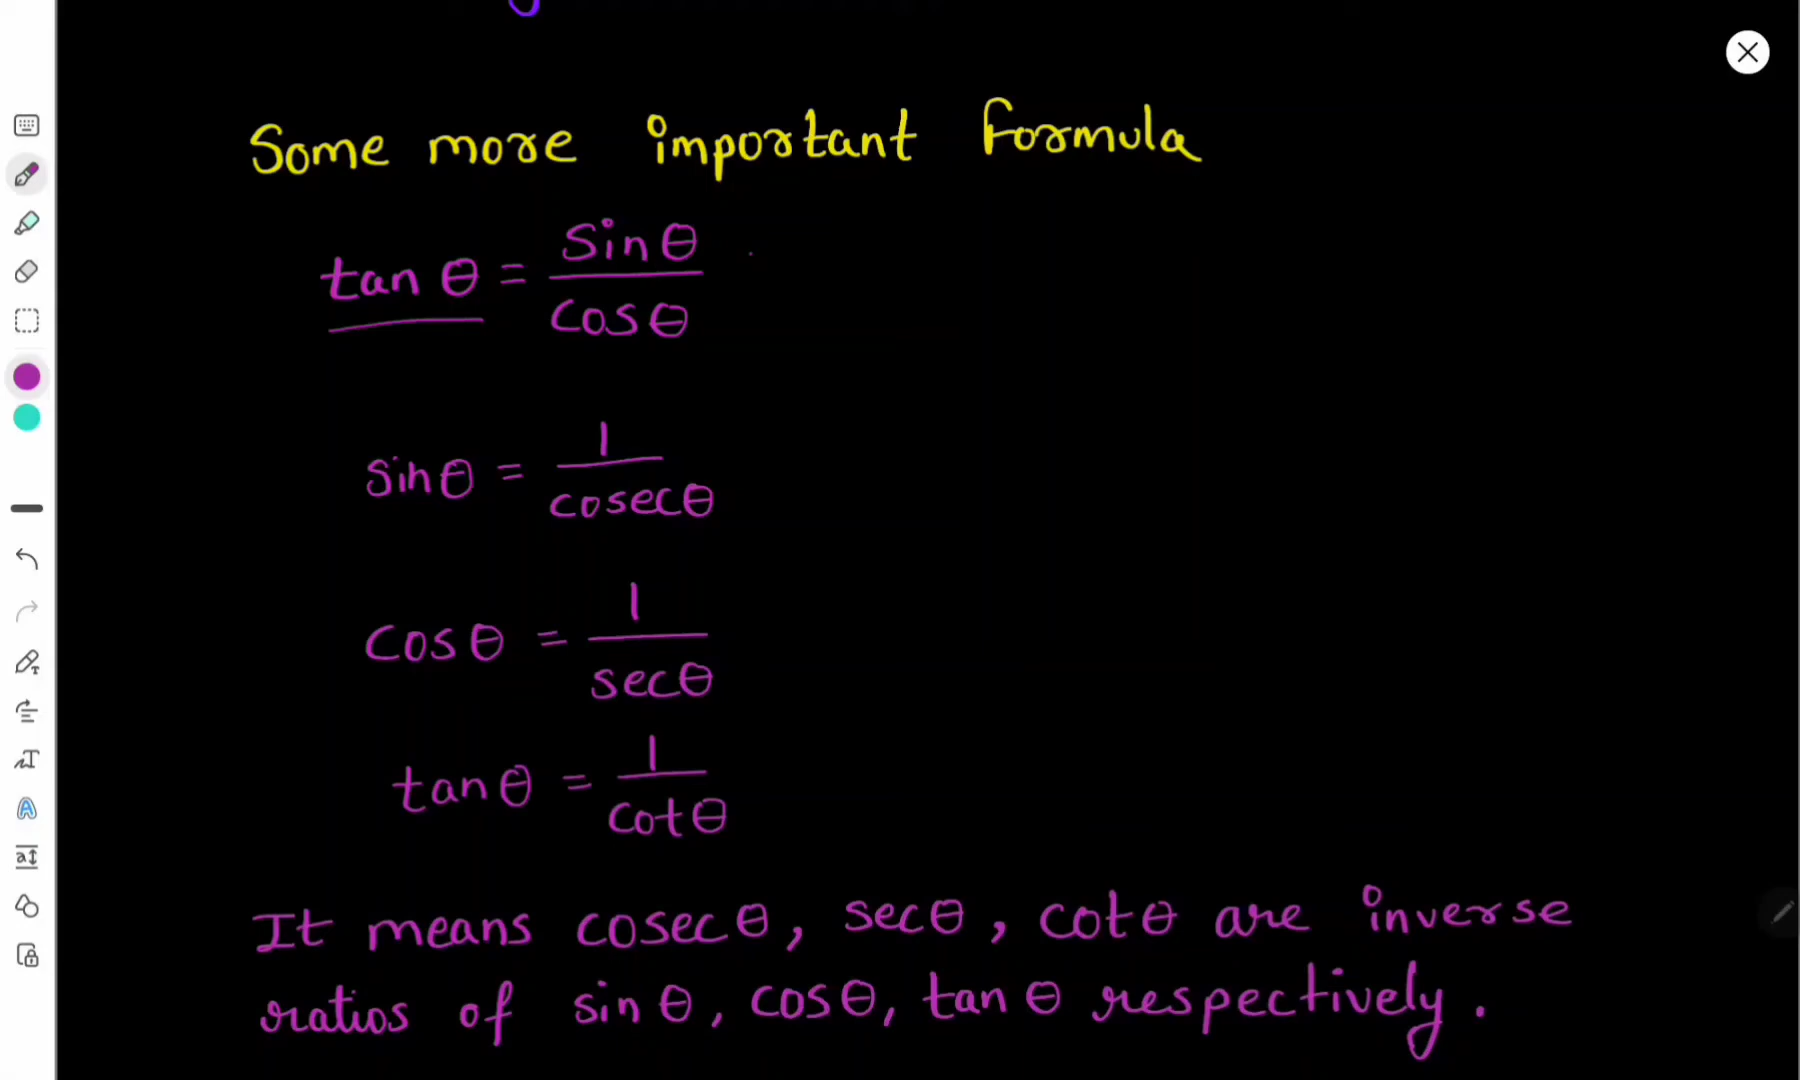 Some more important formula
tan θ = sin θ / cos θ
sin θ = 1 / cosec θ
cos θ = 1 / sec θ
tan θ = 1 / cot θ
It means cosec θ, sec θ, cot θ are inverse
ratios of sin θ, cos θ, tan θ respectively.